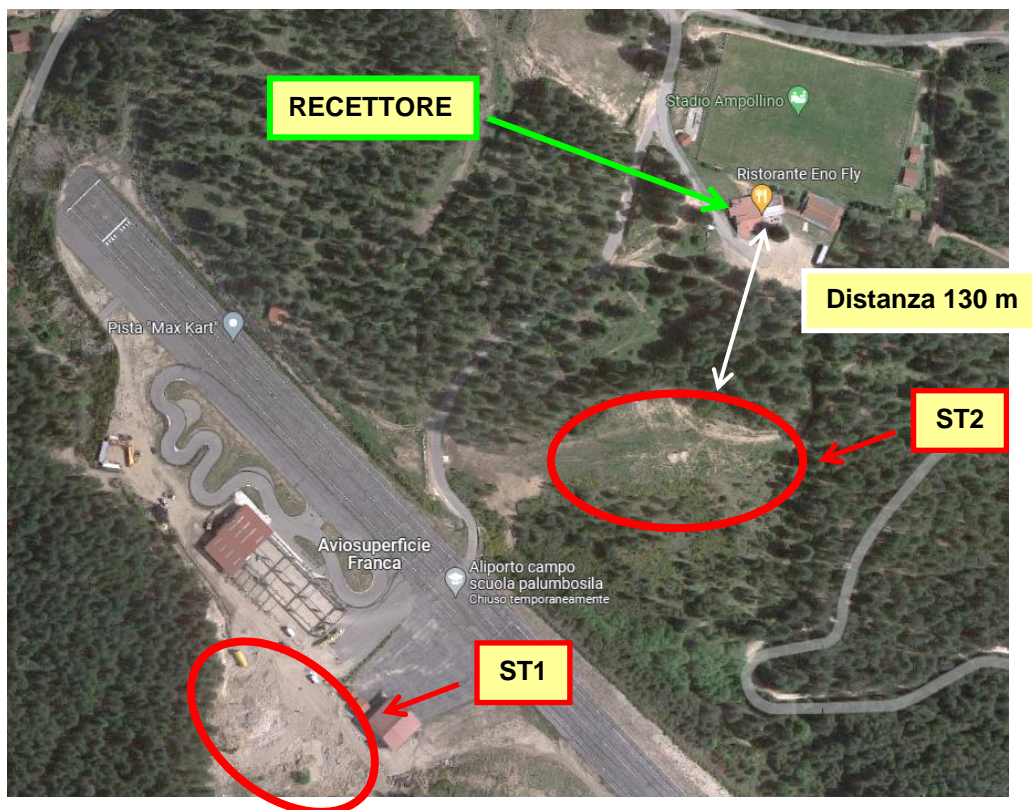 RECETTORE
Stadio Ampollino
Ristorante Eno Fly
Distanza 130 m
Pista "Max Kart"
ST2
Aviosuperficie
Franca
Aliporto campo
scuola palumbosila
Chiuso temporaneamente
ST1